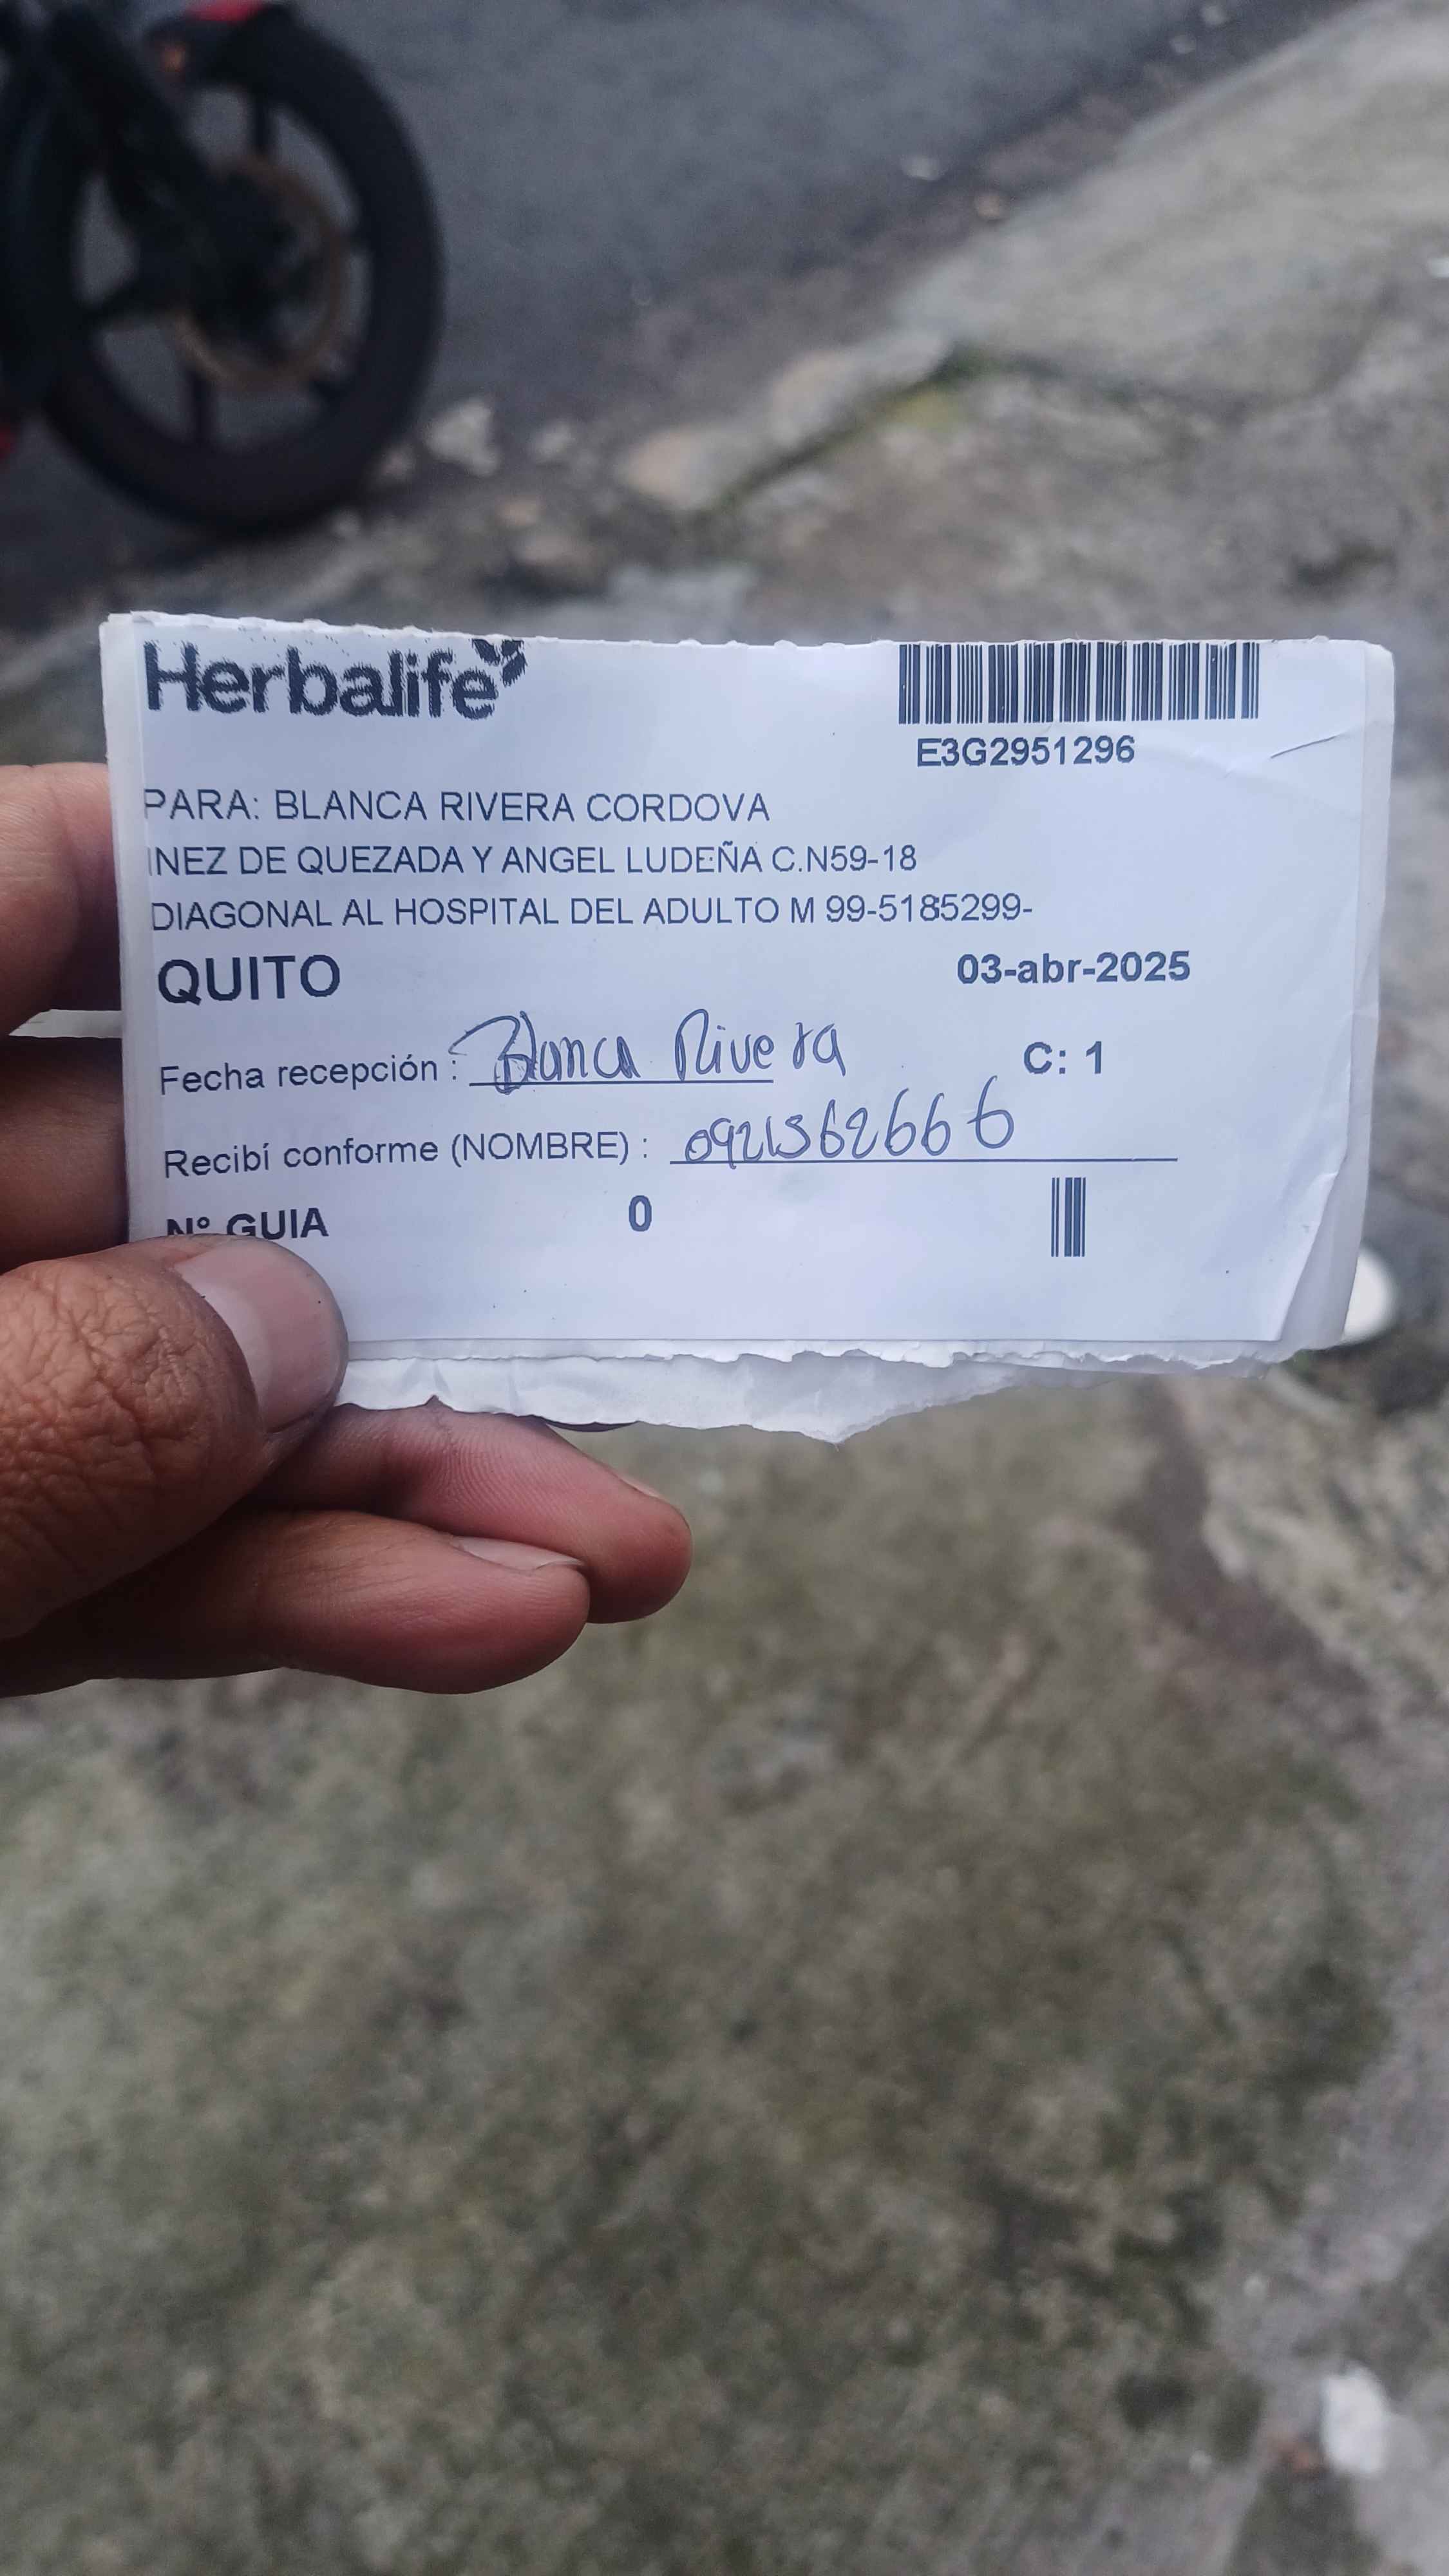 Herbalife
E3G2951296
PARA: BLANCA RIVERA CORDOVA
INEZ DE QUEZADA Y ANGEL LUDEÑA C.N59-18
DIAGONAL AL HOSPITAL DEL ADULTO M 99-5185299-
QUITO 03-abr-2025
Fecha recepción : Blanca Rivera C: 1
Recibí conforme (NOMBRE) : 0921362666
Nº GUIA 0